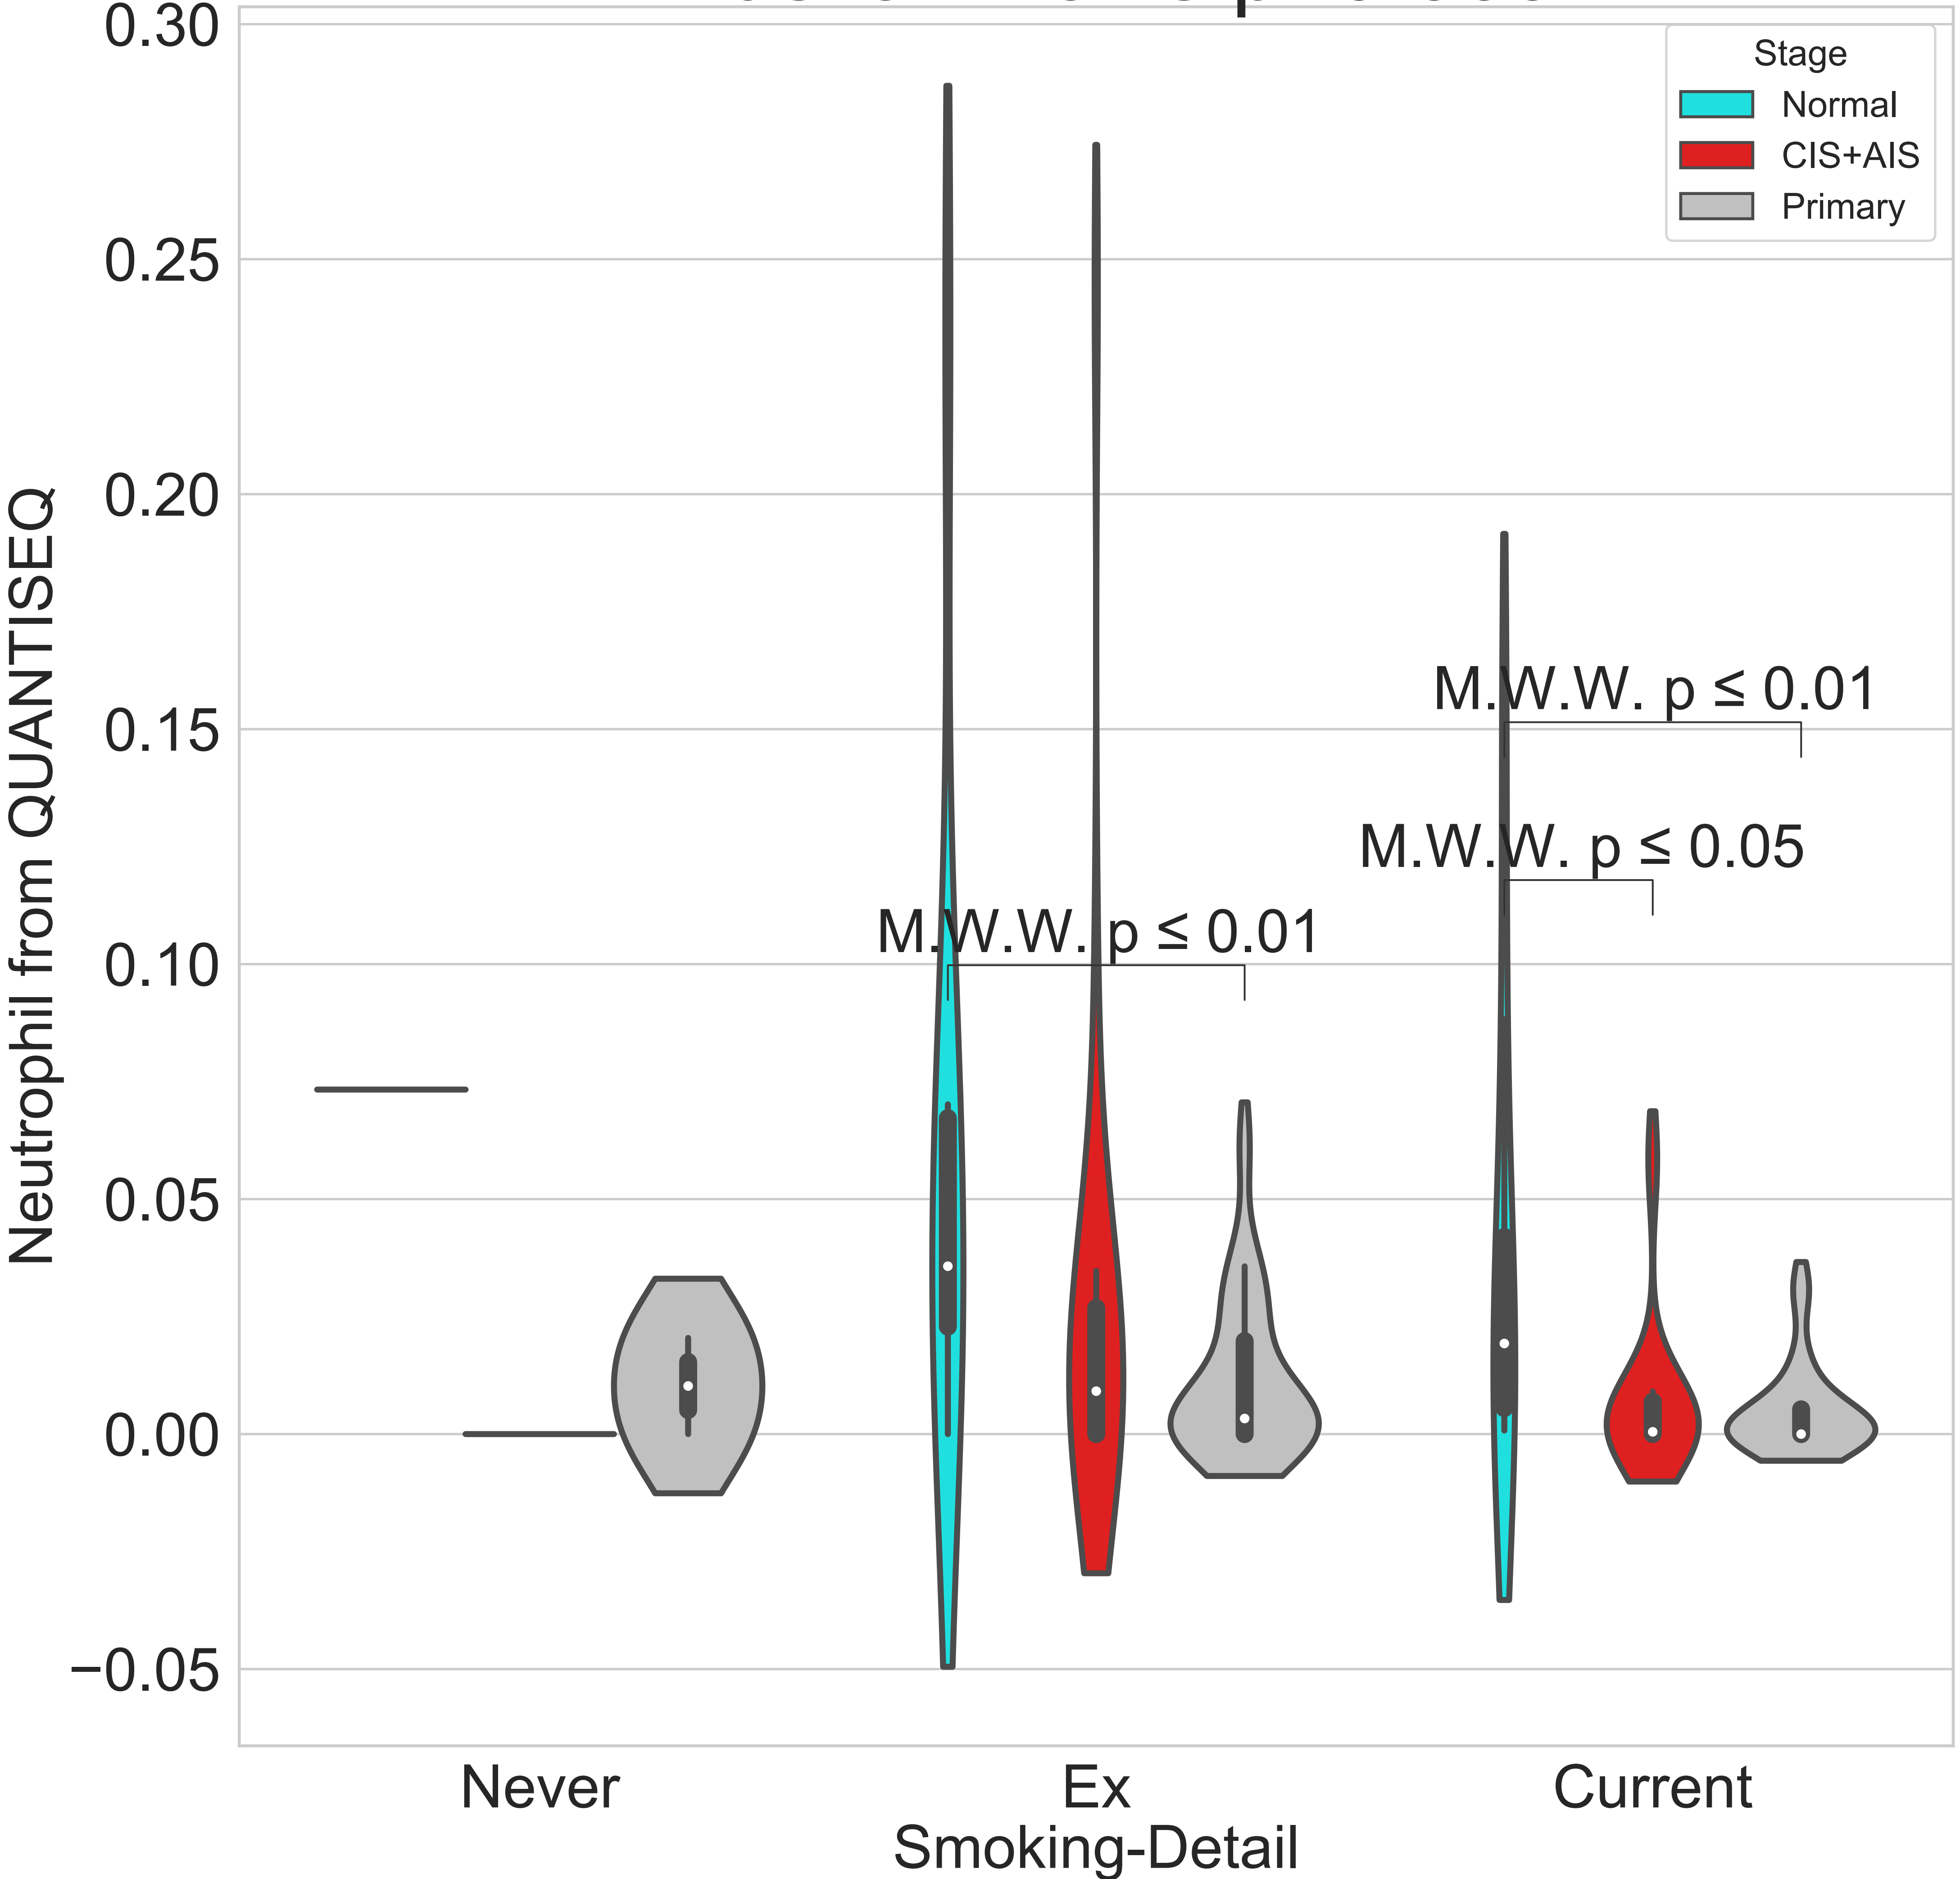 0.30
0.25
0.20
0.15
0.10
0.05
0.00
−0.05
Neutrophil from QUANTISEQ
Stage
Normal
CIS+AIS
Primary
M.W.W. p ≤ 0.01
M.W.W. p ≤ 0.05
M.W.W. p ≤ 0.01
Never
Ex
Current
Smoking-Detail